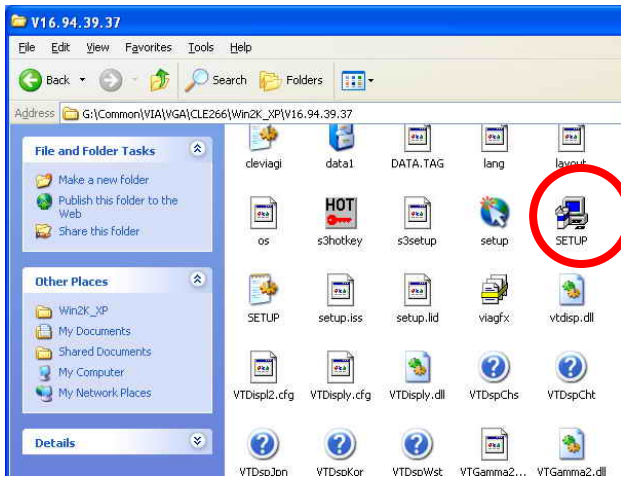 V16.94.39.37
File Edit View Favorites Tools Help
Back Search Folders
Address G:\Common\VIA\VGA\CLE266\Win2K_XP\V16.94.39.37
File and Folder Tasks
Make a new folder
Publish this folder to the
Web
Share this folder
Other Places
Win2K_XP
My Documents
Shared Documents
My Computer
My Network Places
Details
cleviagi data1 DATA.TAG lang layout
HOT
os s3hotkey s3setup setup SETUP
SETUP setup.iss setup.lid viagfx vtdisp.dll
VTDispl2.cfg VTDisply.cfg VTDisply.dll VTDspChs VTDspCht
VTDspJpn VTDspKor VTDspWst VTGamma2... VTGamma2.dll